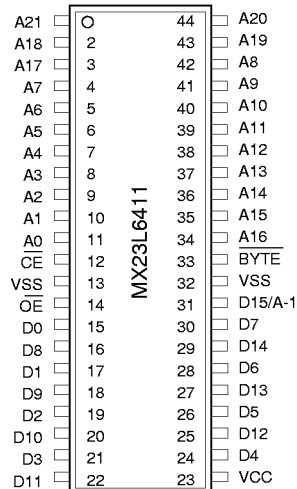 A21 1 44 A20
A18 2 43 A19
A17 3 42 A8
A7 4 41 A9
A6 5 40 A10
A5 6 39 A11
A4 7 38 A12
A3 8 37 A13
A2 9 36 A14
A1 10 35 A15
A0 11 34 A16
CE 12 33 BYTE
VSS 13 32 VSS
OE 14 31 D15/A-1
D0 15 30 D7
D8 16 29 D14
D1 17 28 D6
D9 18 27 D13
D2 19 26 D5
D10 20 25 D12
D3 21 24 D4
D11 22 23 VCC
MX23L6411